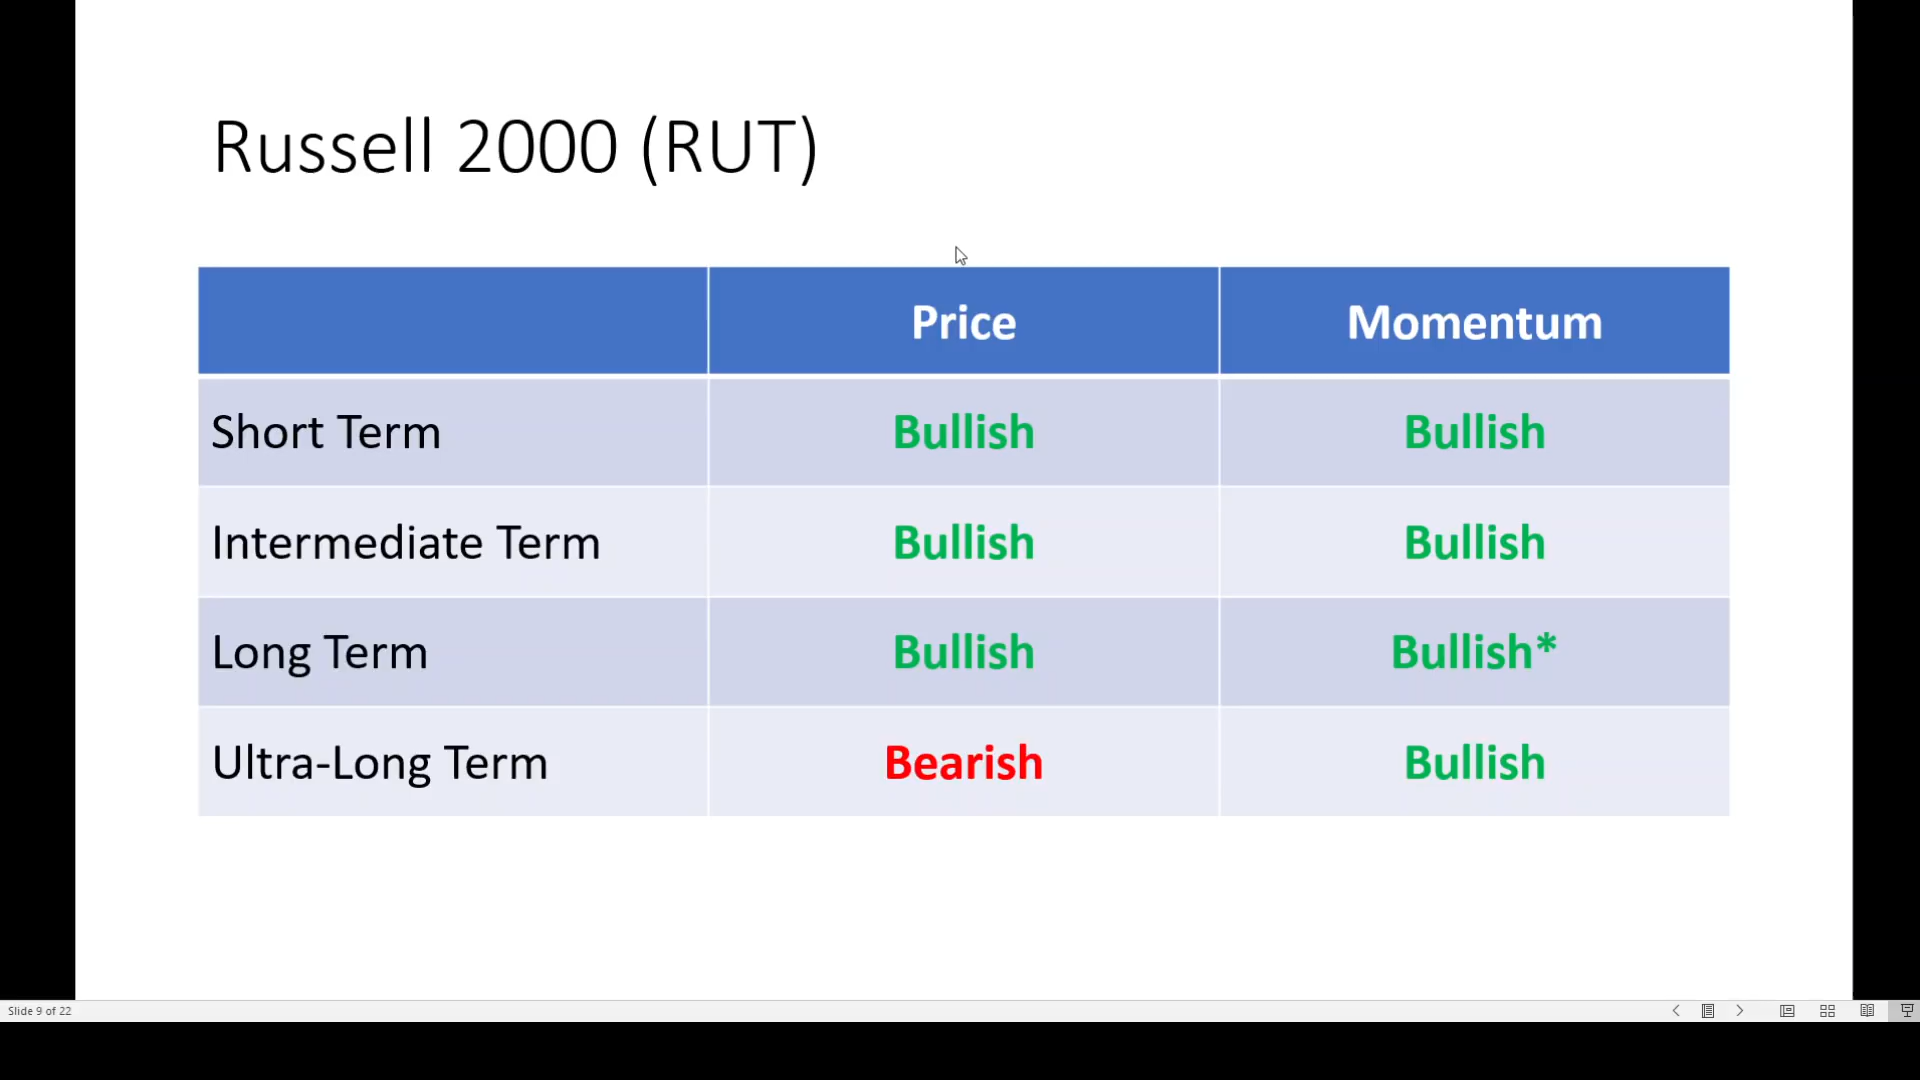 Russell 2000 (RUT)
Price Momentum
Short Term Bullish Bullish
Intermediate Term Bullish Bullish
Long Term Bullish Bullish*
Ultra-Long Term Bearish Bullish
Slide 9 of 22